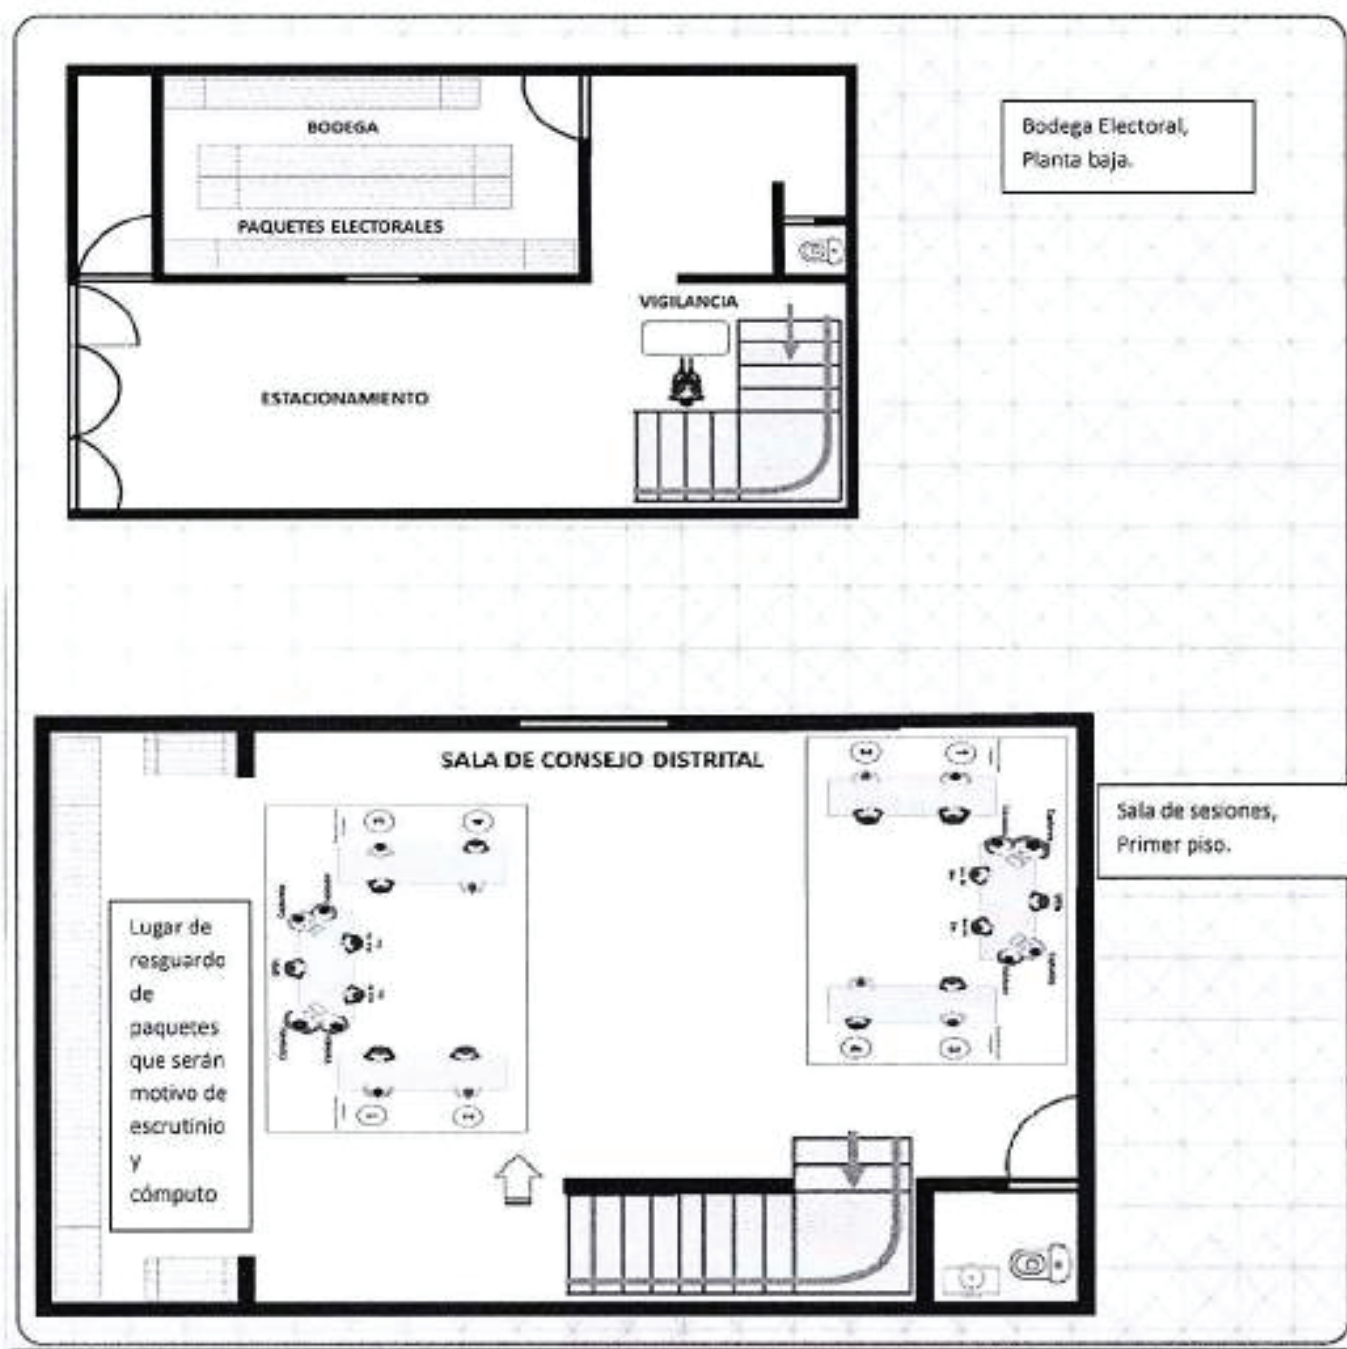 BODEGA
PAQUETES ELECTORALES
Bodega Electoral,
Planta baja.
VIGILANCIA
ESTACIONAMIENTO
SALA DE CONSEJO DISTRITAL
Sala de sesiones,
Primer piso.
Lugar de
resguardo
de
paquetes
que serán
motivo de
escrutinio
y
cómputo